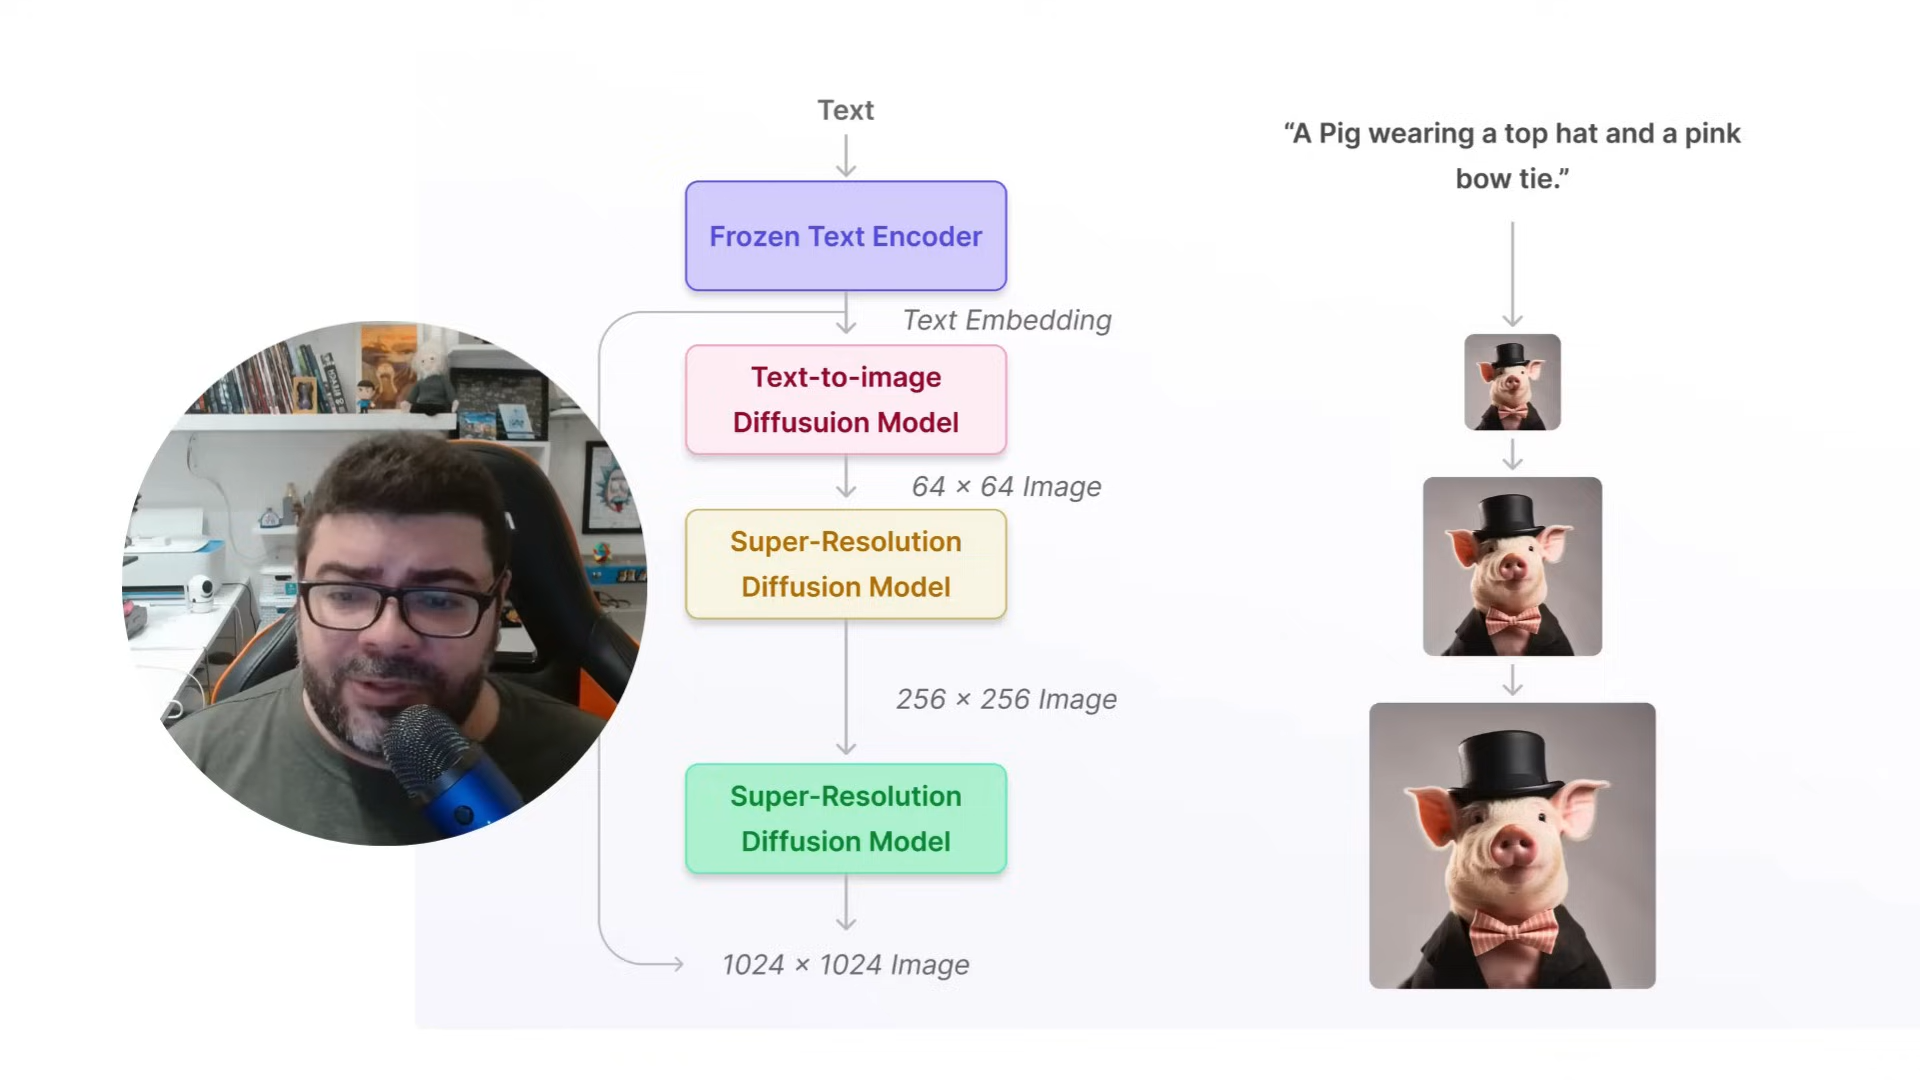 Text
Frozen Text Encoder
Text Embedding
Text-to-image
Diffusuion Model
64 × 64 Image
Super-Resolution
Diffusion Model
256 × 256 Image
Super-Resolution
Diffusion Model
1024 × 1024 Image
“A Pig wearing a top hat and a pink
bow tie.”